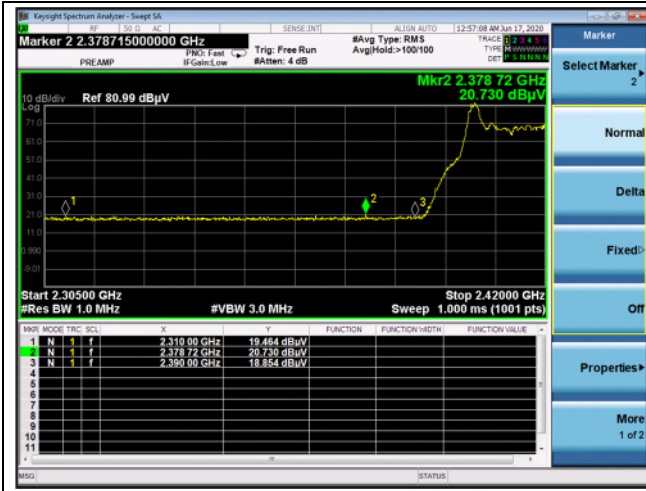 Keysight Spectrum Analyzer - Swept SA
RF 50 Ω AC SENSE:INT ALIGN AUTO 12:57:08 AM Jun 17, 2020
Marker 2 2.378715000000 GHz
PREAMP
PNO: Fast
IFGain:Low
Trig: Free Run
#Atten: 4 dB
#Avg Type: RMS
Avg|Hold:>100/100
TRACE 1 2 3 4 5 6
TYPE M W W W W W
DET P S N N N N
Mkr2 2.378 72 GHz
20.730 dBµV
10 dB/div Ref 80.99 dBµV
Log
71.0
61.0
51.0
41.0
31.0
21.0
11.0
0.990
-9.01
1
2
3
Start 2.30500 GHz Stop 2.42000 GHz
#Res BW 1.0 MHz #VBW 3.0 MHz Sweep 1.000 ms (1001 pts)
MKR MODE TRC SCL X Y FUNCTION FUNCTION WIDTH FUNCTION VALUE
1 N 1 f 2.310 00 GHz 19.464 dBµV
2 N 1 f 2.378 72 GHz 20.730 dBµV
3 N 1 f 2.390 00 GHz 18.854 dBµV
4
5
6
7
8
9
10
11
MSG STATUS
Marker
Select Marker
2
Normal
Delta
Fixed
Off
Properties
More
1 of 2